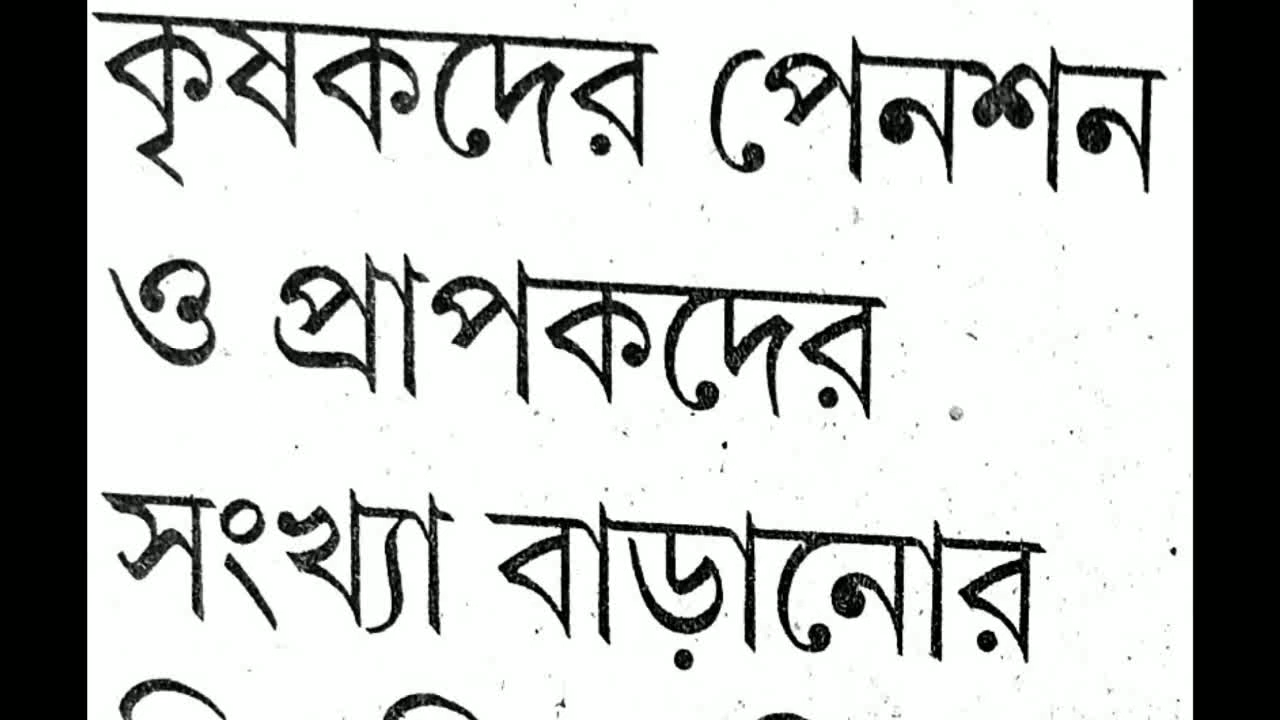 কৃষকদের পেনশন
ও প্রাপকদের
সংখ্যা বাড়ানোর